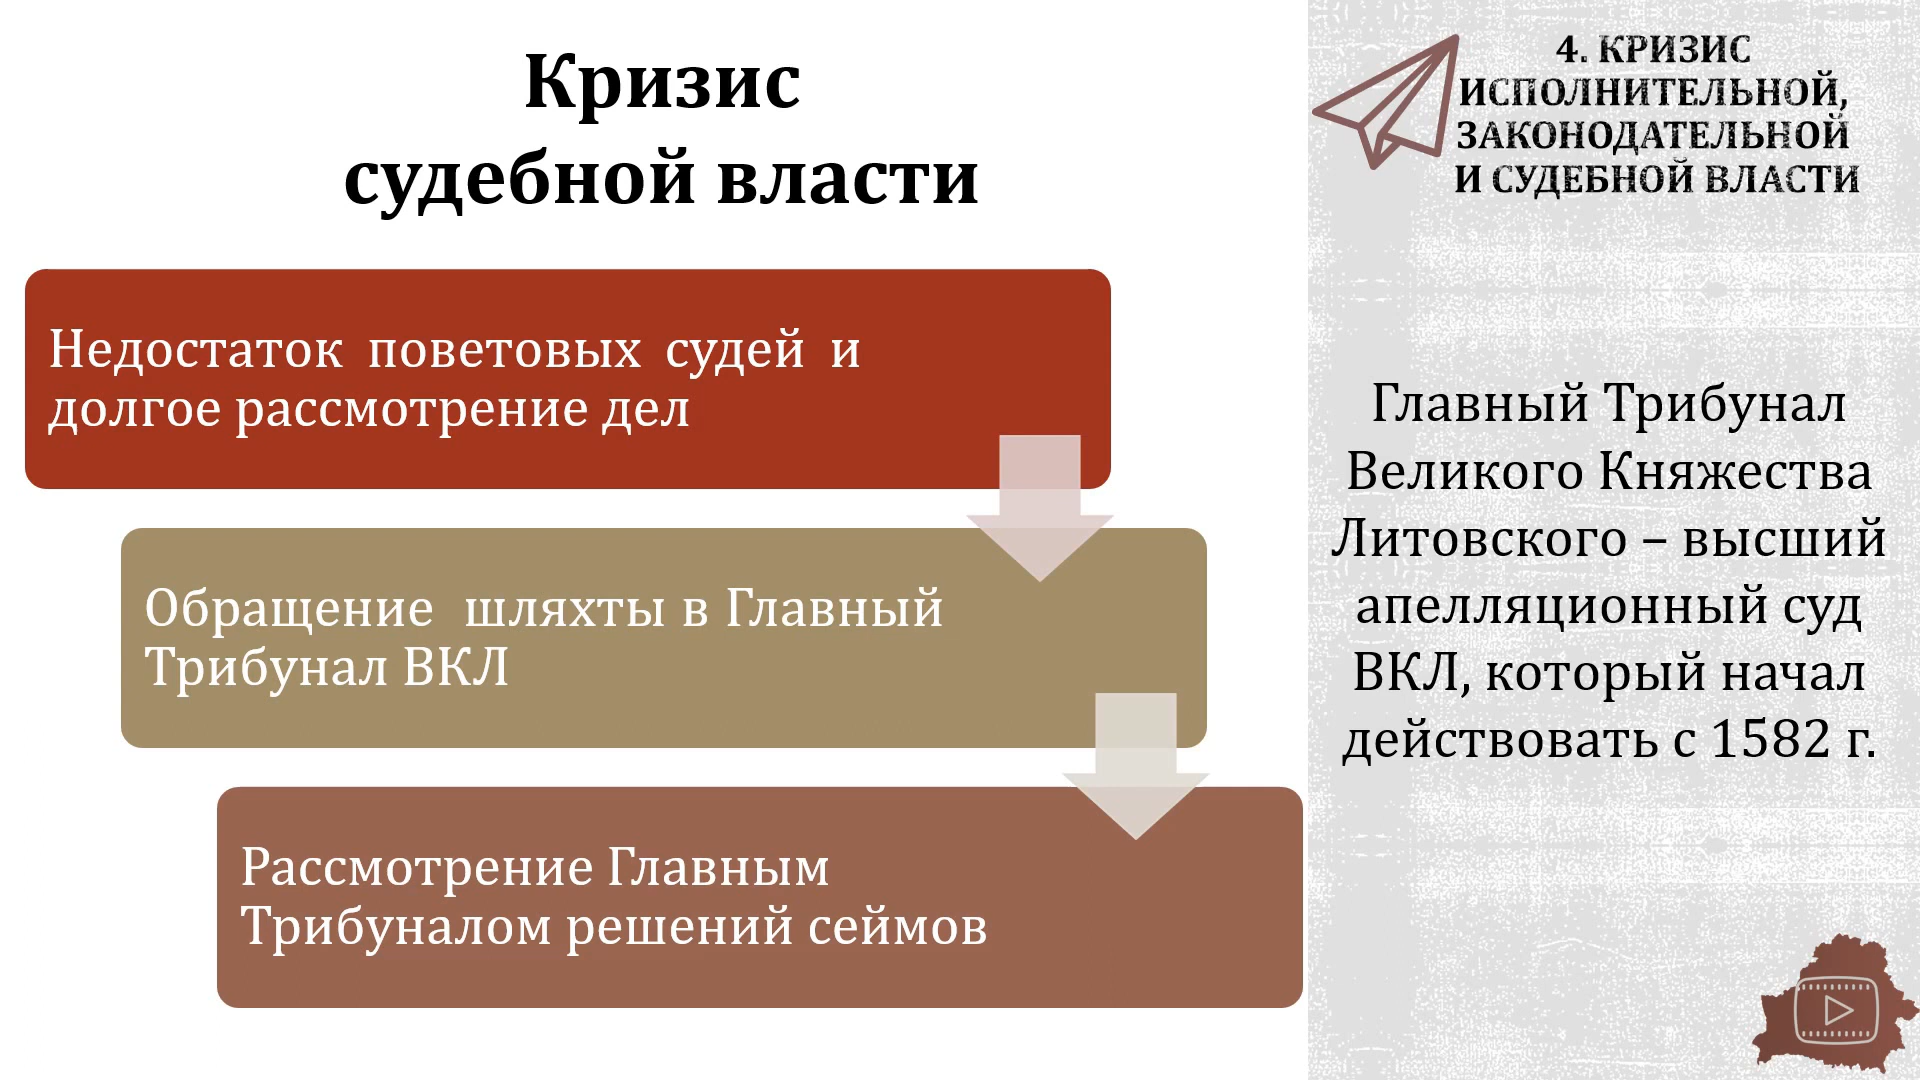 Кризис
судебной власти
Недостаток поветовых судей и
долгое рассмотрение дел
Обращение шляхты в Главный
Трибунал ВКЛ
Рассмотрение Главным
Трибуналом решений сеймов
4. КРИЗИС
ИСПОЛНИТЕЛЬНОЙ,
ЗАКОНОДАТЕЛЬНОЙ
И СУДЕБНОЙ ВЛАСТИ
Главный Трибунал
Великого Княжества
Литовского – высший
апелляционный суд
ВКЛ, который начал
действовать с 1582 г.